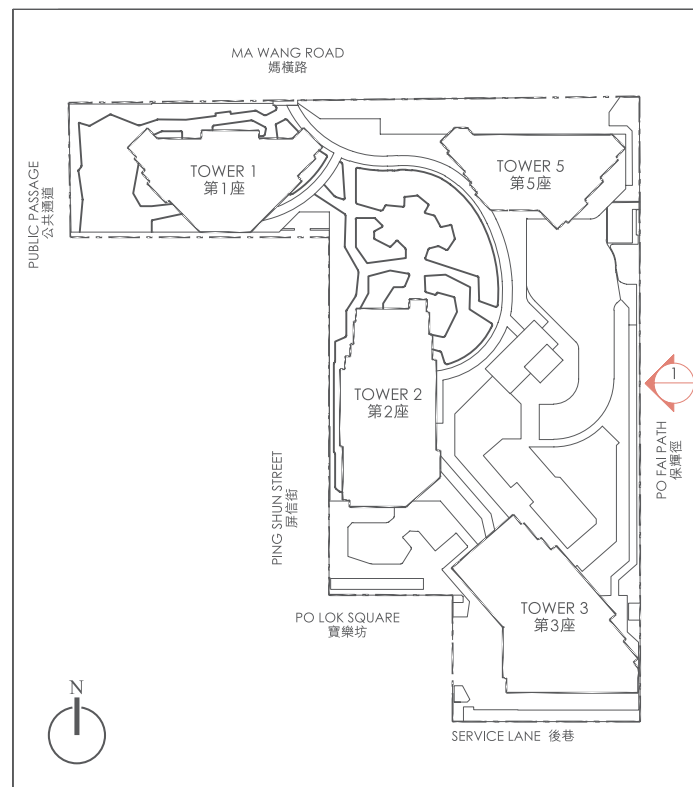 MA WANG ROAD
媽橫路
TOWER 1
第1座
TOWER 5
第5座
PUBLIC PASSAGE
公共通道
TOWER 2
第2座
1
PO FAI PATH
保輝徑
PING SHUN STREET
屏信街
TOWER 3
第3座
PO LOK SQUARE
寶樂坊
N
SERVICE LANE 後巷